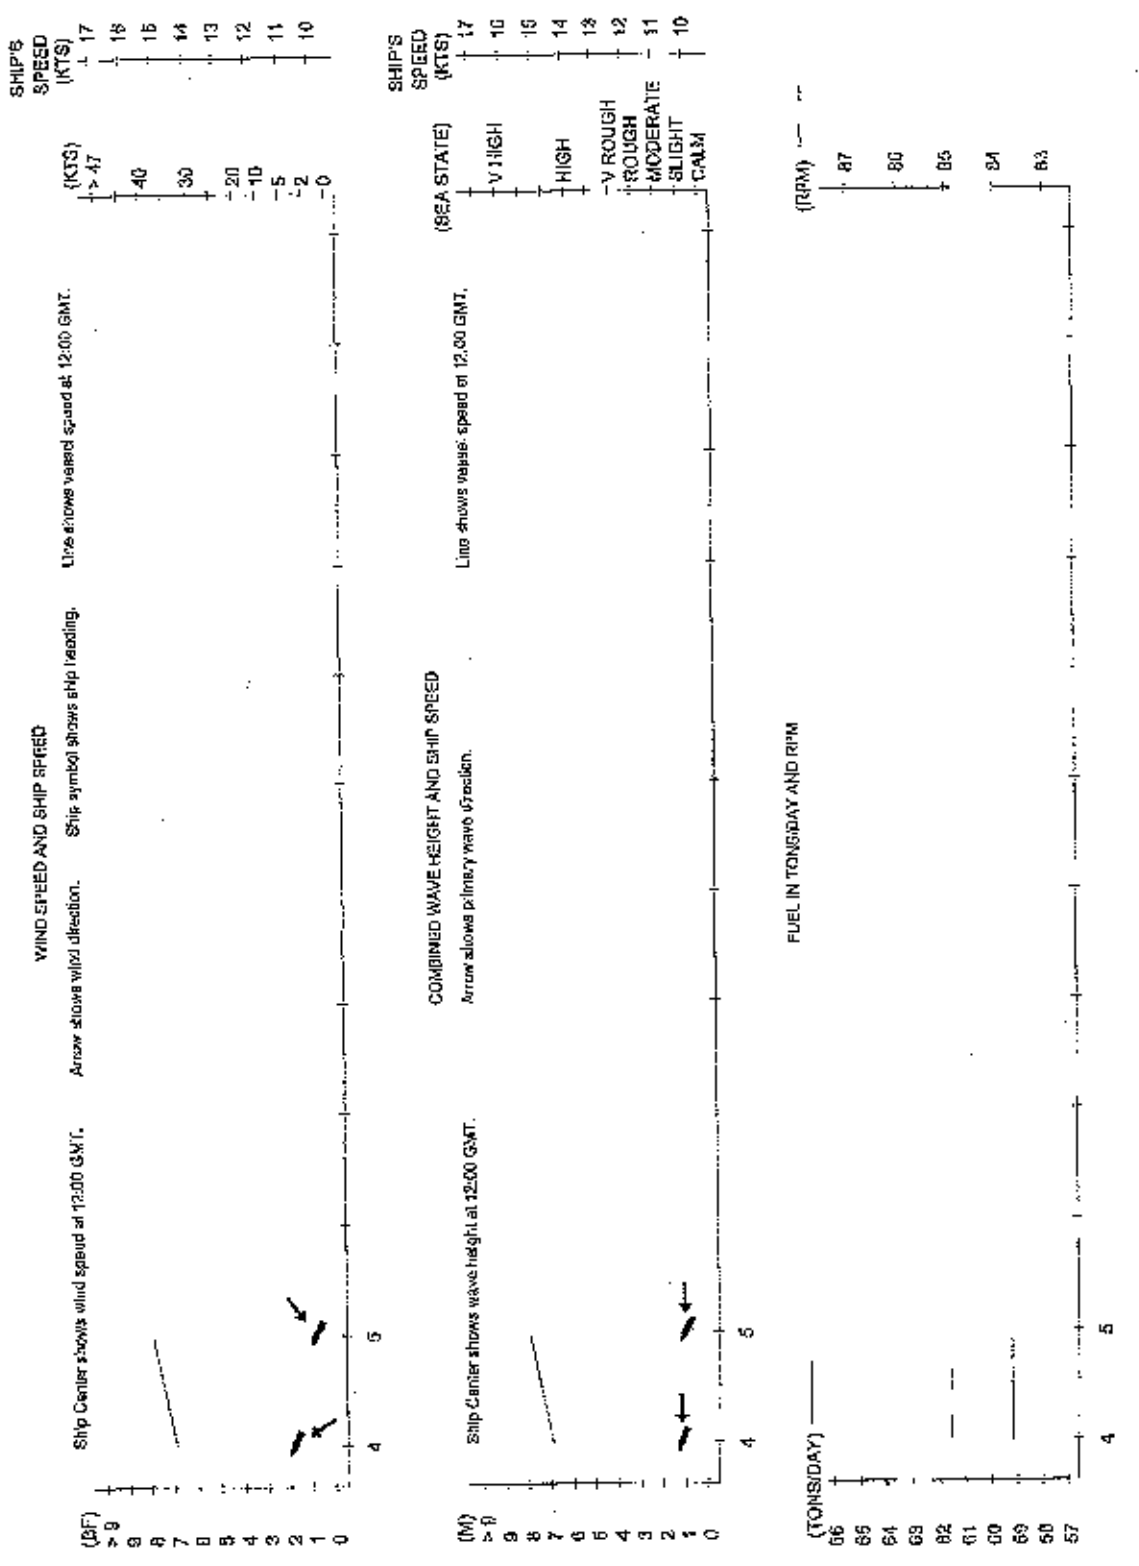 WIND SPEED AND SHIP SPEED
SHIP'S
SPEED
(KTS)
Ship Center shows wind speed at 12:00 GMT. Arrow shows wind direction. Ship symbol shows ship heading. Line shows vessel speed at 12:00 GMT.
(BF)
> 9
9
8
7
6
5
4
3
2
1
0
(KTS)
> 47
40
30
20
10
5
2
0
17
16
15
14
13
12
11
10
4 5
COMBINED WAVE HEIGHT AND SHIP SPEED
SHIP'S
SPEED
(KTS)
Ship Center shows wave height at 12:00 GMT. Arrow shows primary wave direction. Line shows vessel speed at 12:00 GMT.
(M)
> 9
9
8
7
6
5
4
3
2
1
0
(SEA STATE)
V HIGH
HIGH
V ROUGH
ROUGH
MODERATE
SLIGHT
CALM
17
16
15
14
13
12
11
10
4 5
FUEL IN TONS/DAY AND RPM
(TONS/DAY)
66
65
64
63
62
61
60
59
58
57
(RPM)
87
86
85
84
83
4 5